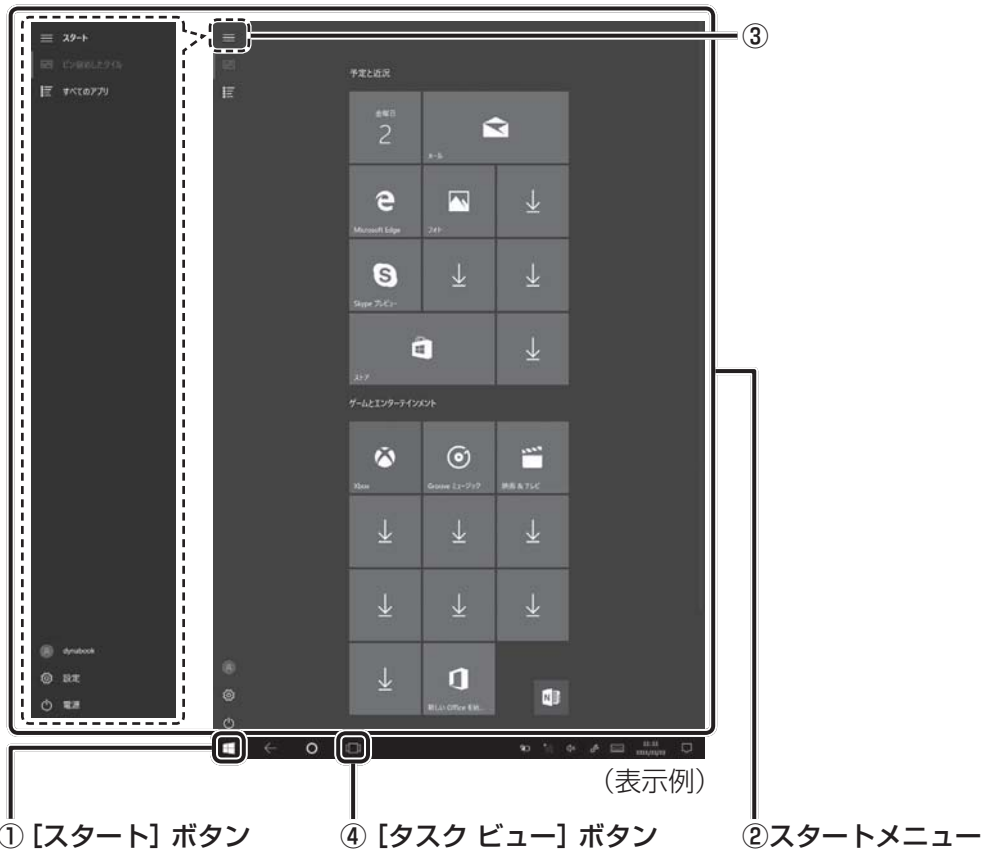 スタート
ピン留めしたタイル
すべてのアプリ
③
予定と近況
金曜日
2
メール
Microsoft Edge
フォト
Skype プレビュー
ストア
ゲームとエンターテインメント
Xbox
Groove ミュージック
映画 & テレビ
dynabook
設定
電源
新しい Office を試...
（表示例）
① [スタート] ボタン
④ [タスク ビュー] ボタン
②スタートメニュー